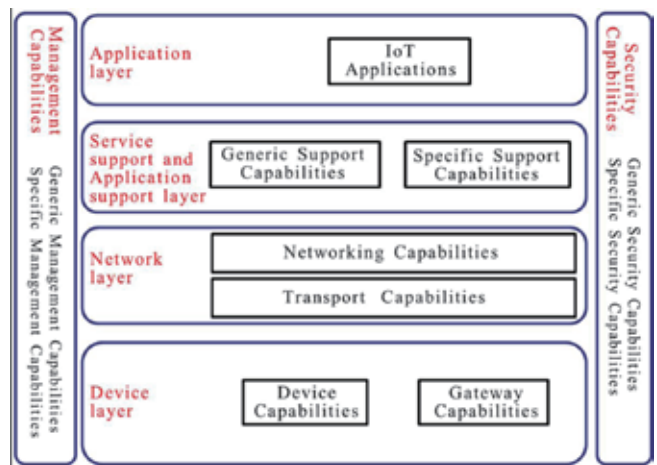 Management
Capabilities
Generic Management Capabilities
Specific Management Capabilities
Application
layer
IoT
Applications
Service
support and
Application
support layer
Generic Support
Capabilities
Specific Support
Capabilities
Network
layer
Networking Capabilities
Transport Capabilities
Device
layer
Device
Capabilities
Gateway
Capabilities
Security
Capabilities
Generic Security Capabilities
Specific Security Capabilities